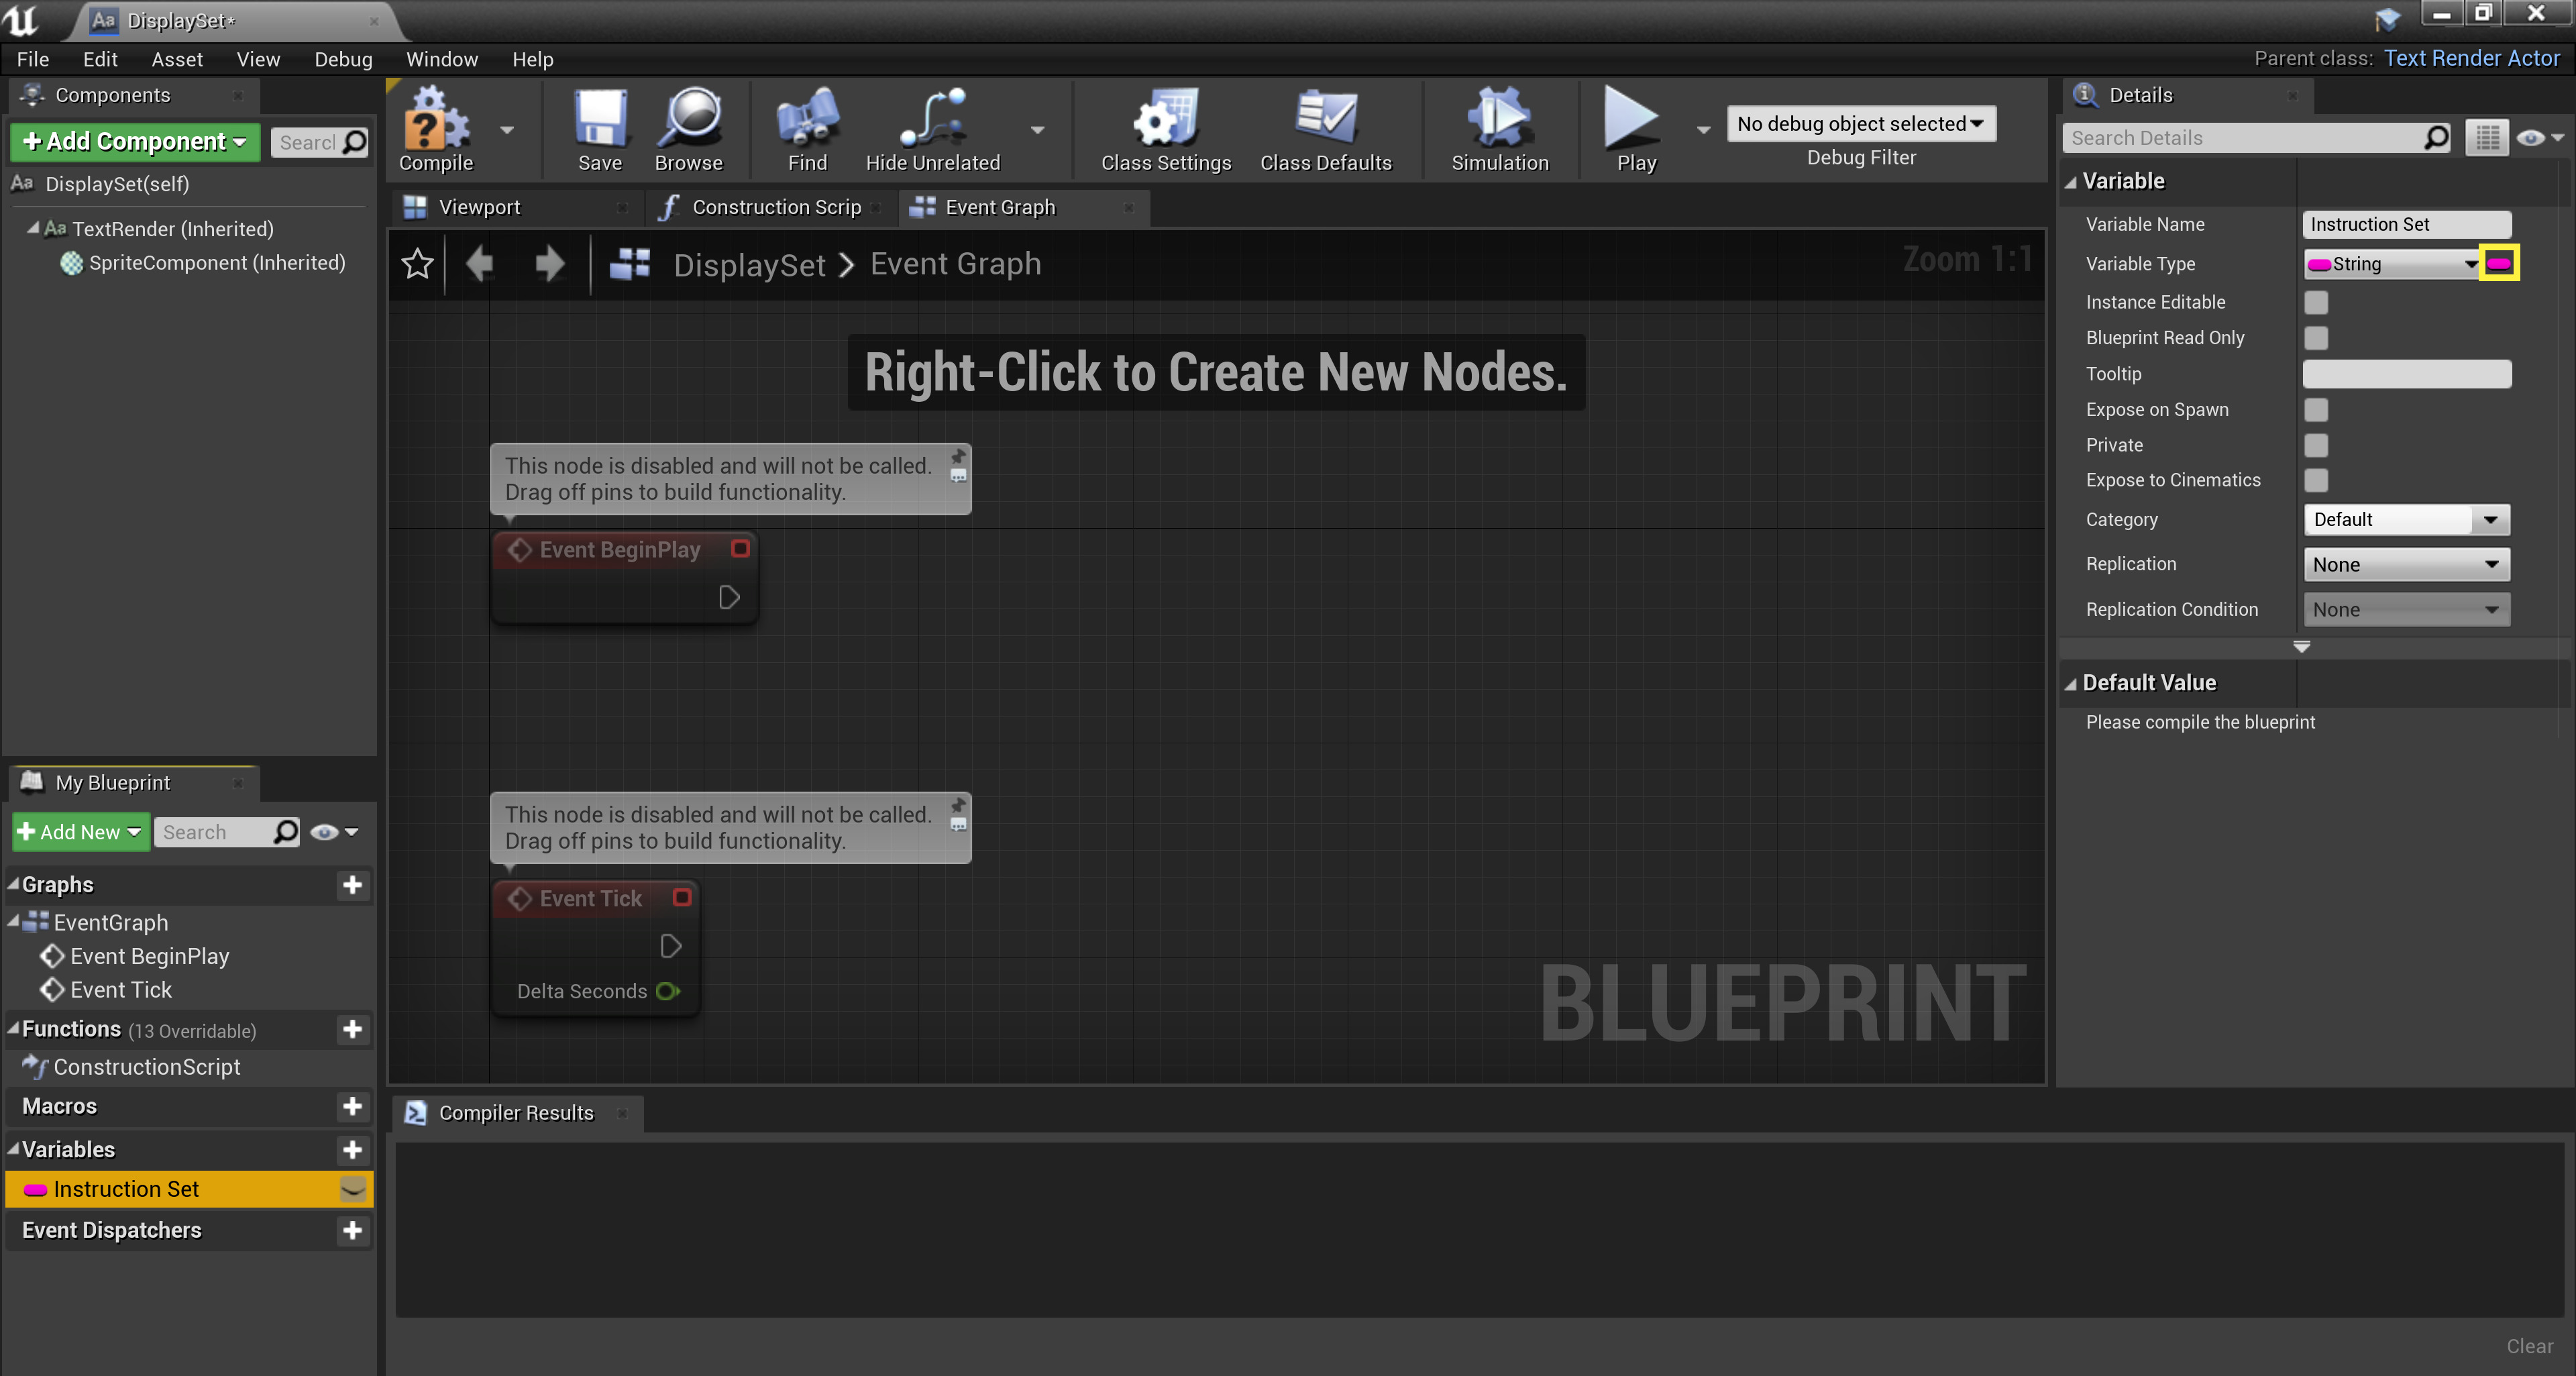 DisplaySet*
File Edit Asset View Debug Window Help
Parent class: Text Render Actor
Components
Add Component
Searcl
DisplaySet(self)
TextRender (Inherited)
SpriteComponent (Inherited)
Compile
Save
Browse
Find
Hide Unrelated
Class Settings
Class Defaults
Simulation
Play
No debug object selected
Debug Filter
Viewport
Construction Scrip
Event Graph
DisplaySet > Event Graph
Zoom 1:1
Right-Click to Create New Nodes.
This node is disabled and will not be called.
Drag off pins to build functionality.
Event BeginPlay
This node is disabled and will not be called.
Drag off pins to build functionality.
Event Tick
Delta Seconds
BLUEPRINT
My Blueprint
Add New
Search
Graphs
EventGraph
Event BeginPlay
Event Tick
Functions (13 Overridable)
ConstructionScript
Macros
Variables
Instruction Set
Event Dispatchers
Compiler Results
Clear
Details
Search Details
Variable
Variable Name Instruction Set
Variable Type String
Instance Editable
Blueprint Read Only
Tooltip
Expose on Spawn
Private
Expose to Cinematics
Category Default
Replication None
Replication Condition None
Default Value
Please compile the blueprint